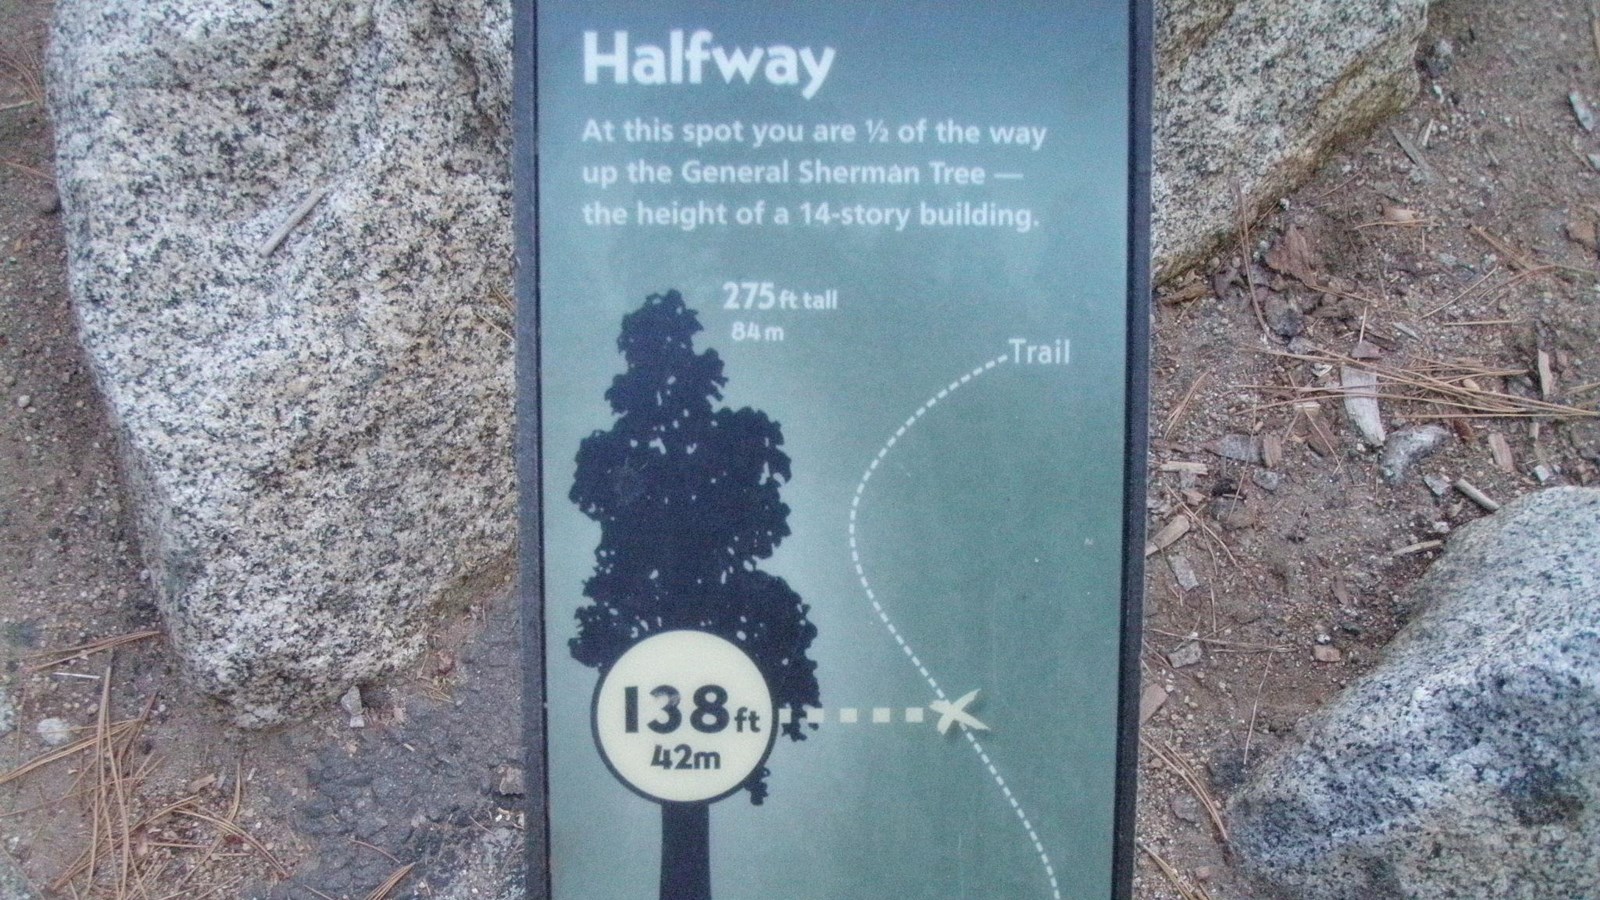 Halfway
At this spot you are ½ of the way
up the General Sherman Tree —
the height of a 14-story building.
275 ft tall
84 m
Trail
138 ft
42m